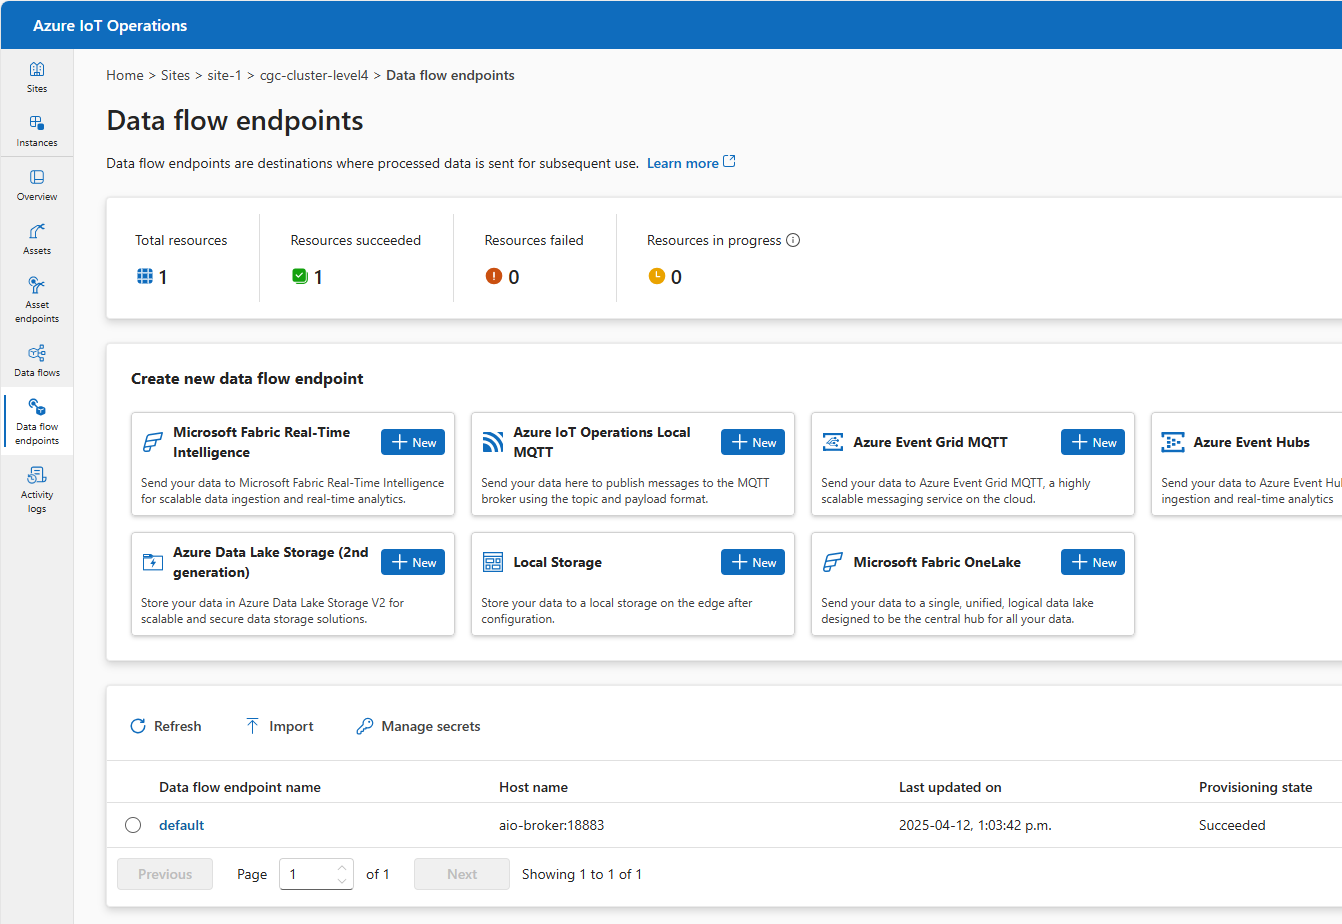 Azure IoT Operations
Sites
Instances
Overview
Assets
Asset
endpoints
Data flows
Data flow
endpoints
Activity
logs
Home > Sites > site-1 > cgc-cluster-level4 > Data flow endpoints
Data flow endpoints
Data flow endpoints are destinations where processed data is sent for subsequent use. Learn more
Total resources
1
Resources succeeded
1
Resources failed
0
Resources in progress
0
Create new data flow endpoint
Microsoft Fabric Real-Time
Intelligence
New
Send your data to Microsoft Fabric Real-Time Intelligence
for scalable data ingestion and real-time analytics.
Azure IoT Operations Local
MQTT
New
Send your data here to publish messages to the MQTT
broker using the topic and payload format.
Azure Event Grid MQTT
New
Send your data to Azure Event Grid MQTT, a highly
scalable messaging service on the cloud.
Azure Event Hubs
Send your data to Azure Event Hu
ingestion and real-time analytics
Azure Data Lake Storage (2nd
generation)
New
Store your data in Azure Data Lake Storage V2 for
scalable and secure data storage solutions.
Local Storage
New
Store your data to a local storage on the edge after
configuration.
Microsoft Fabric OneLake
New
Send your data to a single, unified, logical data lake
designed to be the central hub for all your data.
Refresh Import Manage secrets
Data flow endpoint name Host name Last updated on Provisioning state
default aio-broker:18883 2025-04-12, 1:03:42 p.m. Succeeded
Previous Page 1 of 1 Next Showing 1 to 1 of 1